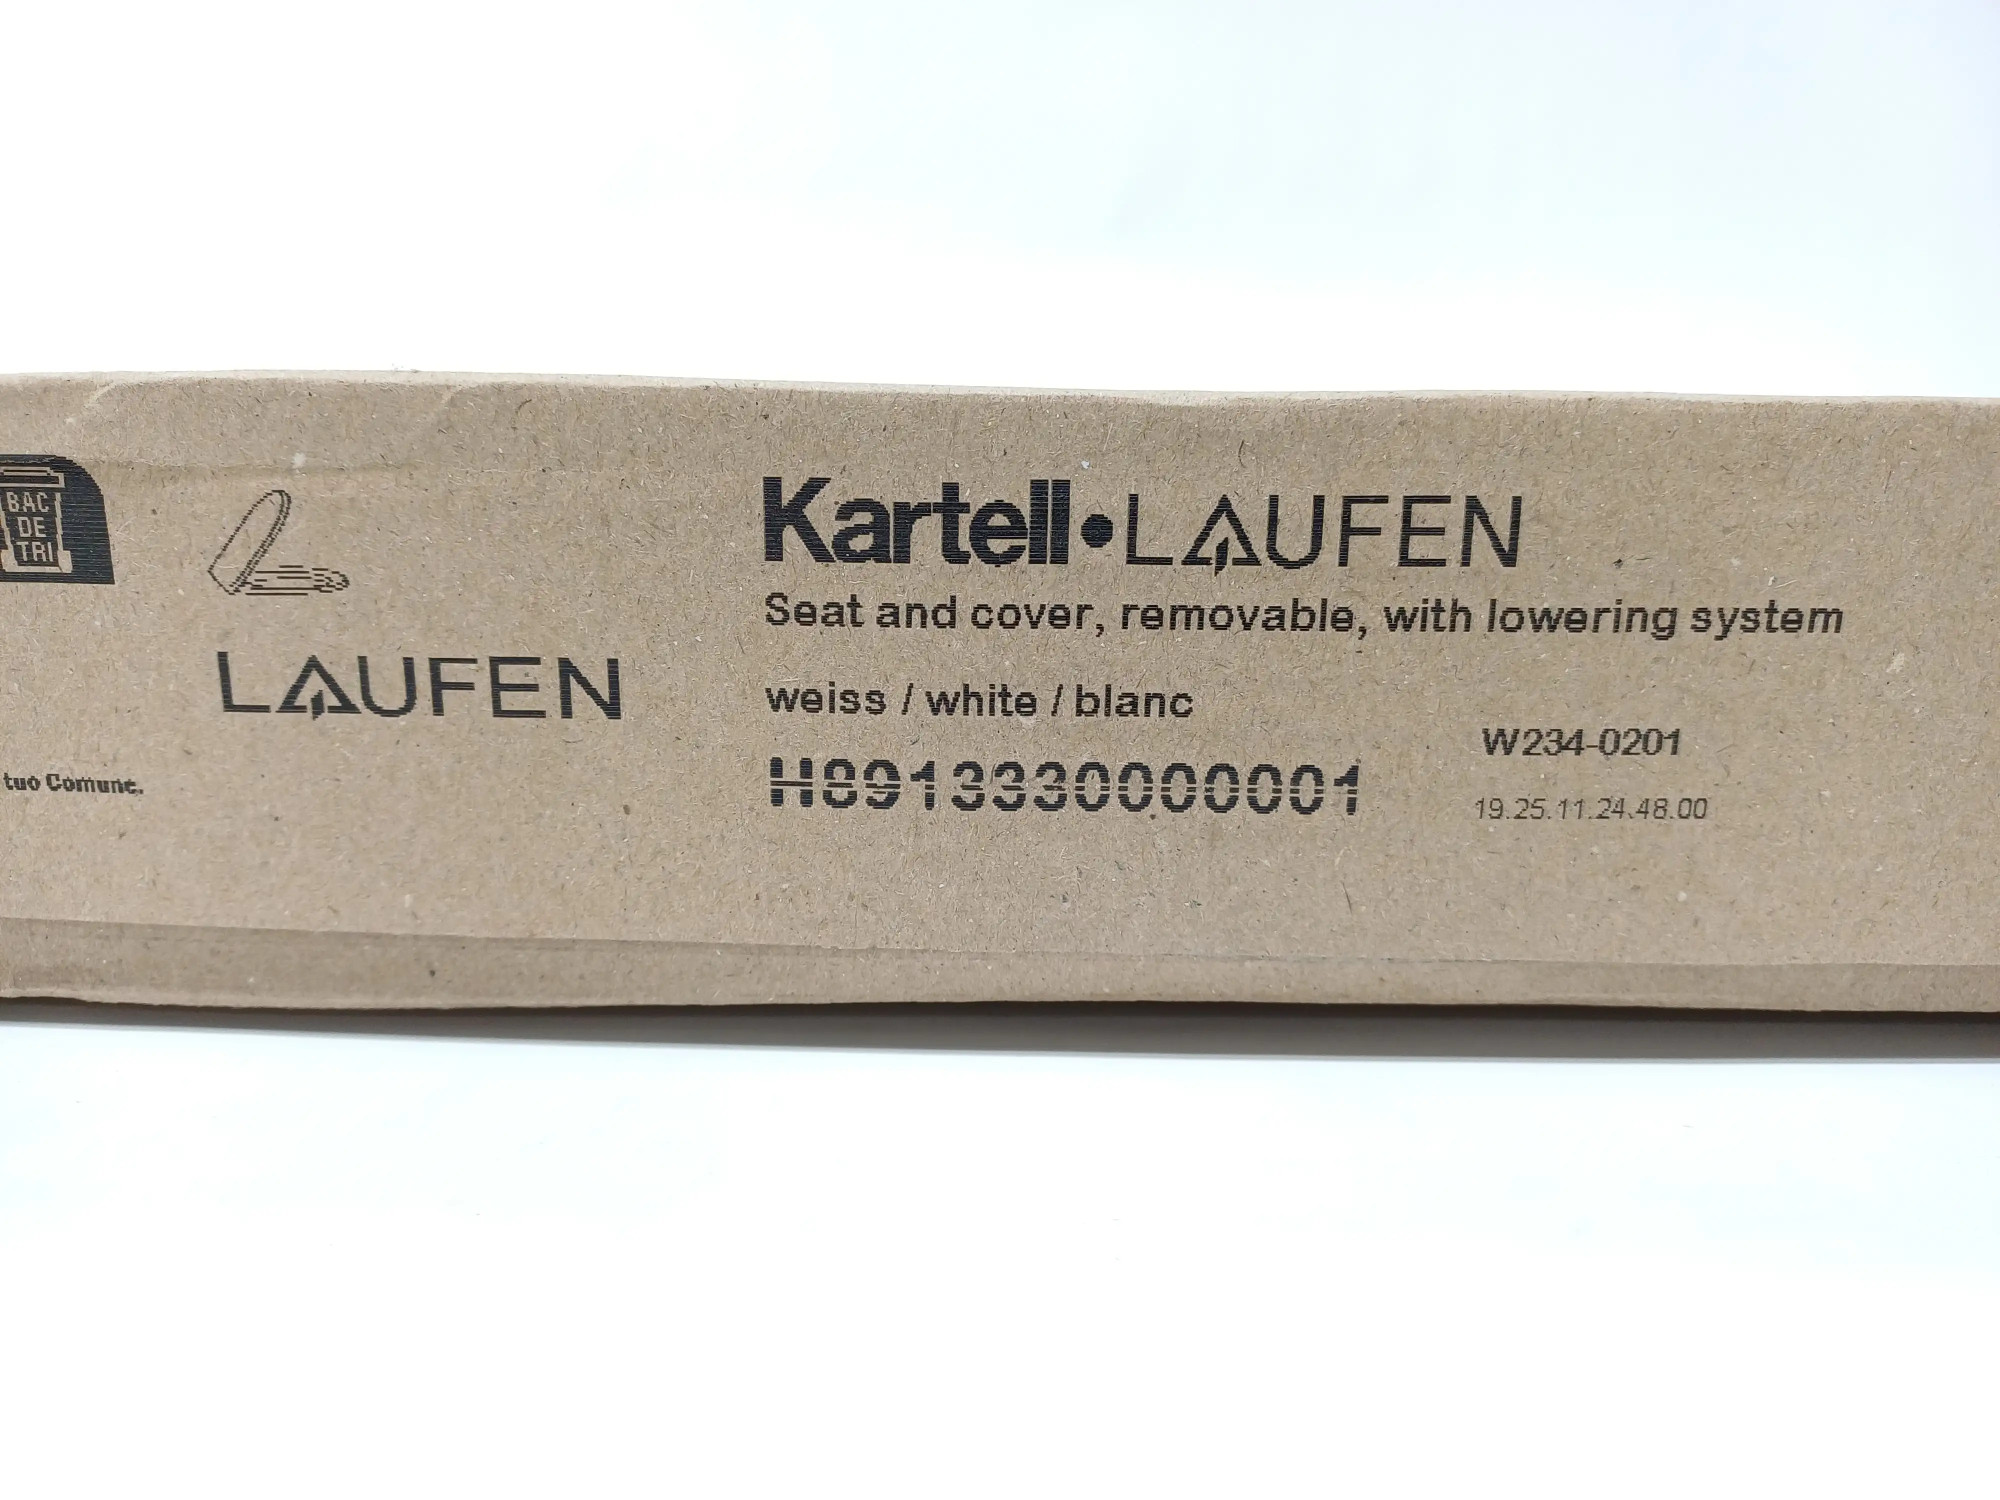 BAC
DE
TRI
LAUFEN
tuo Comune.
Kartell•LAUFEN
Seat and cover, removable, with lowering system
weiss / white / blanc
H8913330000001
W234-0201
19.25.11.24.48.00